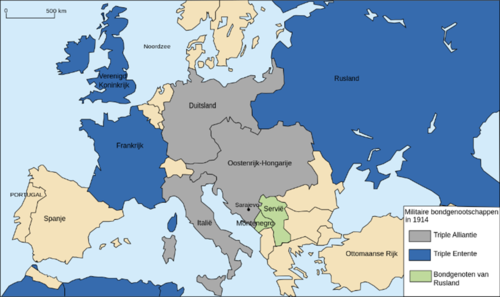 0
500 km
Noordzee
Verenigd
Koninkrijk
Rusland
Duitsland
Frankrijk
Oostenrijk-Hongarije
PORTUGAL
Spanje
Italië
Sarajevo
Servië
Montenegro
Ottomaanse Rijk
Militaire bondgenootschappen
in 1914
Triple Alliantie
Triple Entente
Bondgenoten van
Rusland